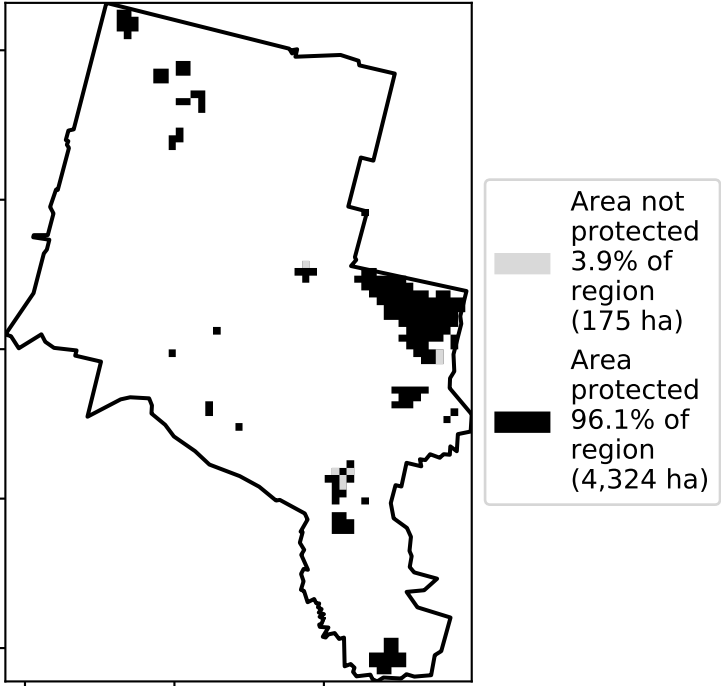 Area not
protected
3.9% of
region
(175 ha)
Area
protected
96.1% of
region
(4,324 ha)